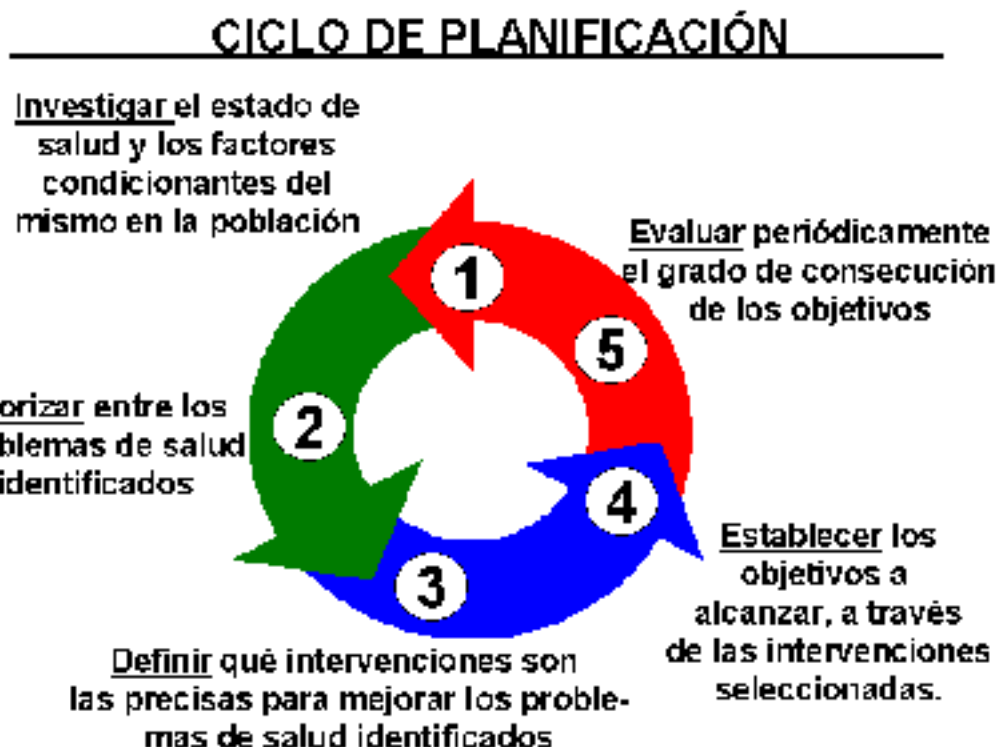 CICLO DE PLANIFICACIÓN
Investigar el estado de
salud y los factores
condicionantes del
mismo en la población
1
Evaluar periódicamente
el grado de consecución
de los objetivos
5
orizar entre los
blemas de salud
identificados
2
4
Establecer los
objetivos a
alcanzar, a través
de las intervenciones
seleccionadas.
3
Definir qué intervenciones son
las precisas para mejorar los proble-
mas de salud identificados